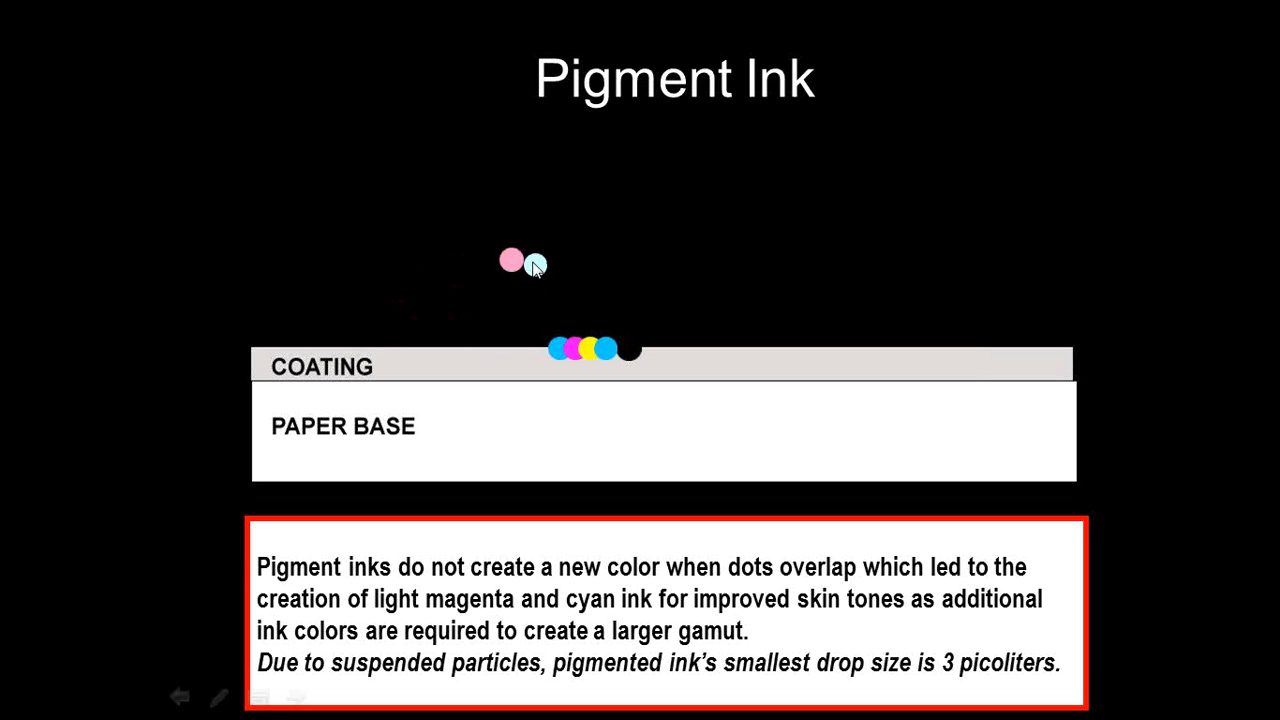 Pigment Ink
COATING
PAPER BASE
Pigment inks do not create a new color when dots overlap which led to the
creation of light magenta and cyan ink for improved skin tones as additional
ink colors are required to create a larger gamut.
Due to suspended particles, pigmented ink's smallest drop size is 3 picoliters.